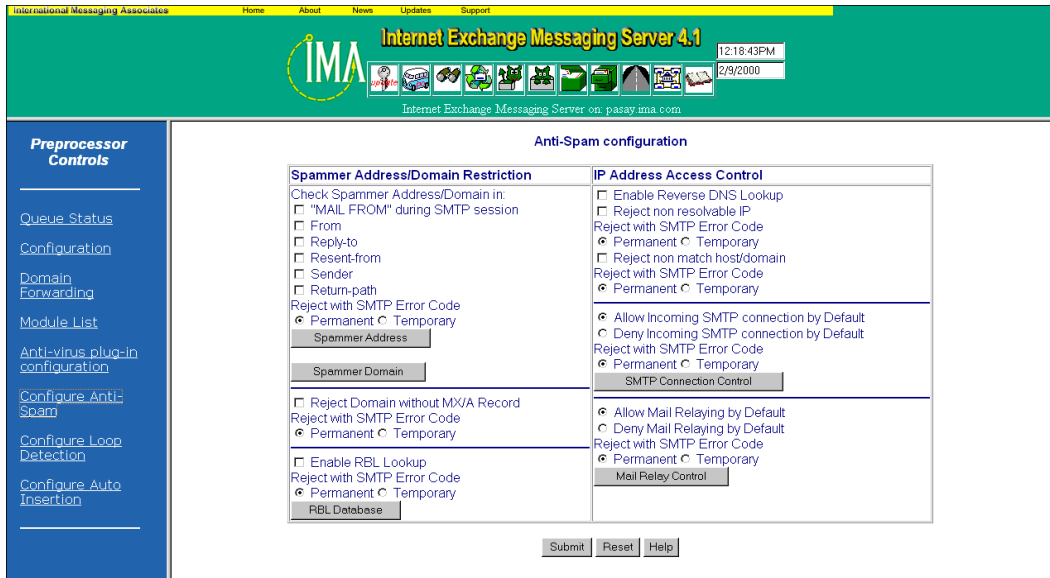 International Messaging Associates
Home About News Updates Support
IMA
Internet Exchange Messaging Server 4.1
12:18:43PM
2/9/2000
update
Internet Exchange Messaging Server on: pasay.ima.com
Preprocessor
Controls
Queue Status
Configuration
Domain
Forwarding
Module List
Anti-virus plug-in
configuration
Configure Anti-
Spam
Configure Loop
Detection
Configure Auto
Insertion
Anti-Spam configuration
Spammer Address/Domain Restriction
Check Spammer Address/Domain in:
"MAIL FROM" during SMTP session
From
Reply-to
Resent-from
Sender
Return-path
Reject with SMTP Error Code
Permanent Temporary
Spammer Address
Spammer Domain
Reject Domain without MX/A Record
Reject with SMTP Error Code
Permanent Temporary
Enable RBL Lookup
Reject with SMTP Error Code
Permanent Temporary
RBL Database
IP Address Access Control
Enable Reverse DNS Lookup
Reject non resolvable IP
Reject with SMTP Error Code
Permanent Temporary
Reject non match host/domain
Reject with SMTP Error Code
Permanent Temporary
Allow Incoming SMTP connection by Default
Deny Incoming SMTP connection by Default
Reject with SMTP Error Code
Permanent Temporary
SMTP Connection Control
Allow Mail Relaying by Default
Deny Mail Relaying by Default
Reject with SMTP Error Code
Permanent Temporary
Mail Relay Control
Submit Reset Help